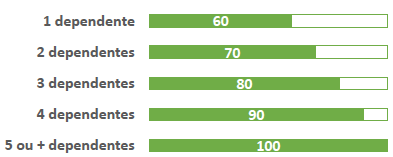 1 dependente 60
2 dependentes 70
3 dependentes 80
4 dependentes 90
5 ou + dependentes 100